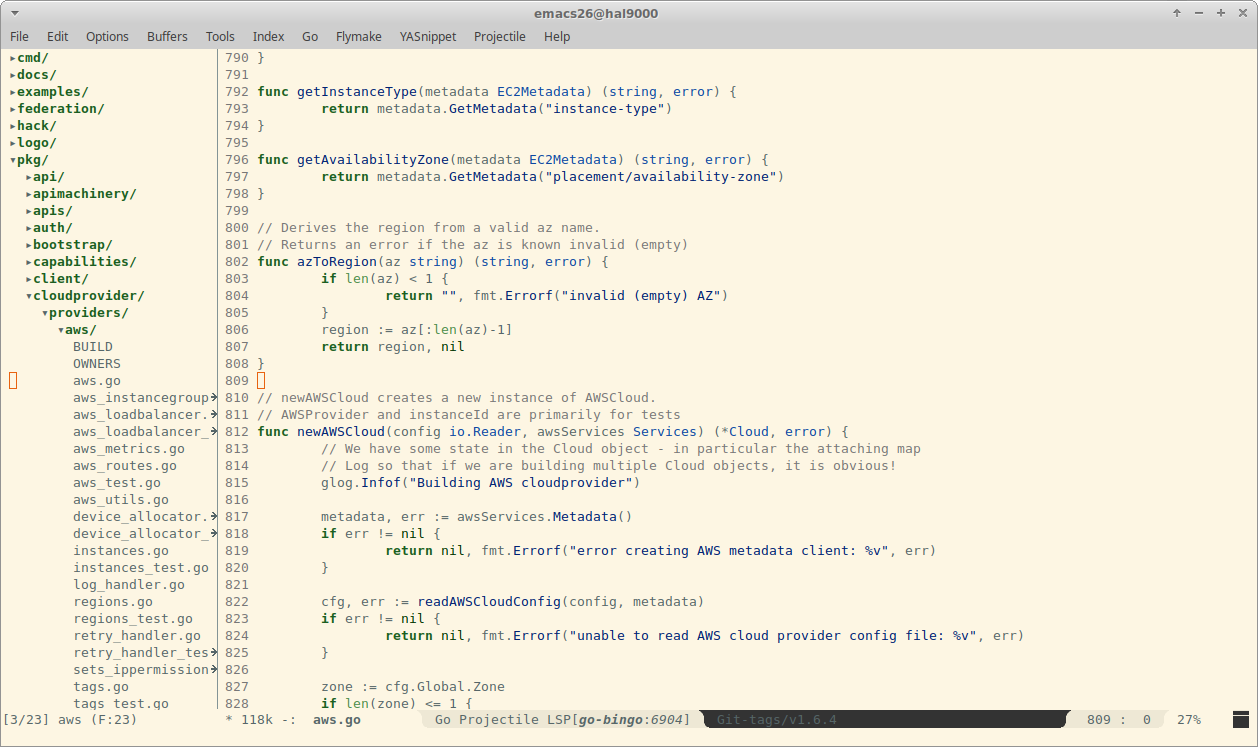 emacs26@hal9000
File Edit Options Buffers Tools Index Go Flymake YASnippet Projectile Help
▸cmd/
▸docs/
▸examples/
▸federation/
▸hack/
▸logo/
▾pkg/
▸api/
▸apimachinery/
▸apis/
▸auth/
▸bootstrap/
▸capabilities/
▸client/
▾cloudprovider/
▾providers/
▾aws/
BUILD
OWNERS
aws.go
aws_instancegroup
aws_loadbalancer.
aws_loadbalancer_
aws_metrics.go
aws_routes.go
aws_test.go
aws_utils.go
device_allocator.
device_allocator_
instances.go
instances_test.go
log_handler.go
regions.go
regions_test.go
retry_handler.go
retry_handler_tes
sets_ippermission
tags.go
tags_test.go
790 }
791
792 func getInstanceType(metadata EC2Metadata) (string, error) {
793         return metadata.GetMetadata("instance-type")
794 }
795
796 func getAvailabilityZone(metadata EC2Metadata) (string, error) {
797         return metadata.GetMetadata("placement/availability-zone")
798 }
799
800 // Derives the region from a valid az name.
801 // Returns an error if the az is known invalid (empty)
802 func azToRegion(az string) (string, error) {
803         if len(az) < 1 {
804                 return "", fmt.Errorf("invalid (empty) AZ")
805         }
806         region := az[:len(az)-1]
807         return region, nil
808 }
809
810 // newAWSCloud creates a new instance of AWSCloud.
811 // AWSProvider and instanceId are primarily for tests
812 func newAWSCloud(config io.Reader, awsServices Services) (*Cloud, error) {
813         // We have some state in the Cloud object - in particular the attaching map
814         // Log so that if we are building multiple Cloud objects, it is obvious!
815         glog.Infof("Building AWS cloudprovider")
816
817         metadata, err := awsServices.Metadata()
818         if err != nil {
819                 return nil, fmt.Errorf("error creating AWS metadata client: %v", err)
820         }
821
822         cfg, err := readAWSCloudConfig(config, metadata)
823         if err != nil {
824                 return nil, fmt.Errorf("unable to read AWS cloud provider config file: %v", err)
825         }
826
827         zone := cfg.Global.Zone
828         if len(zone) <= 1 {
[3/23] aws (F:23) * 118k -: aws.go Go Projectile LSP[go-bingo:6904] Git-tags/v1.6.4 809 : 0 27%